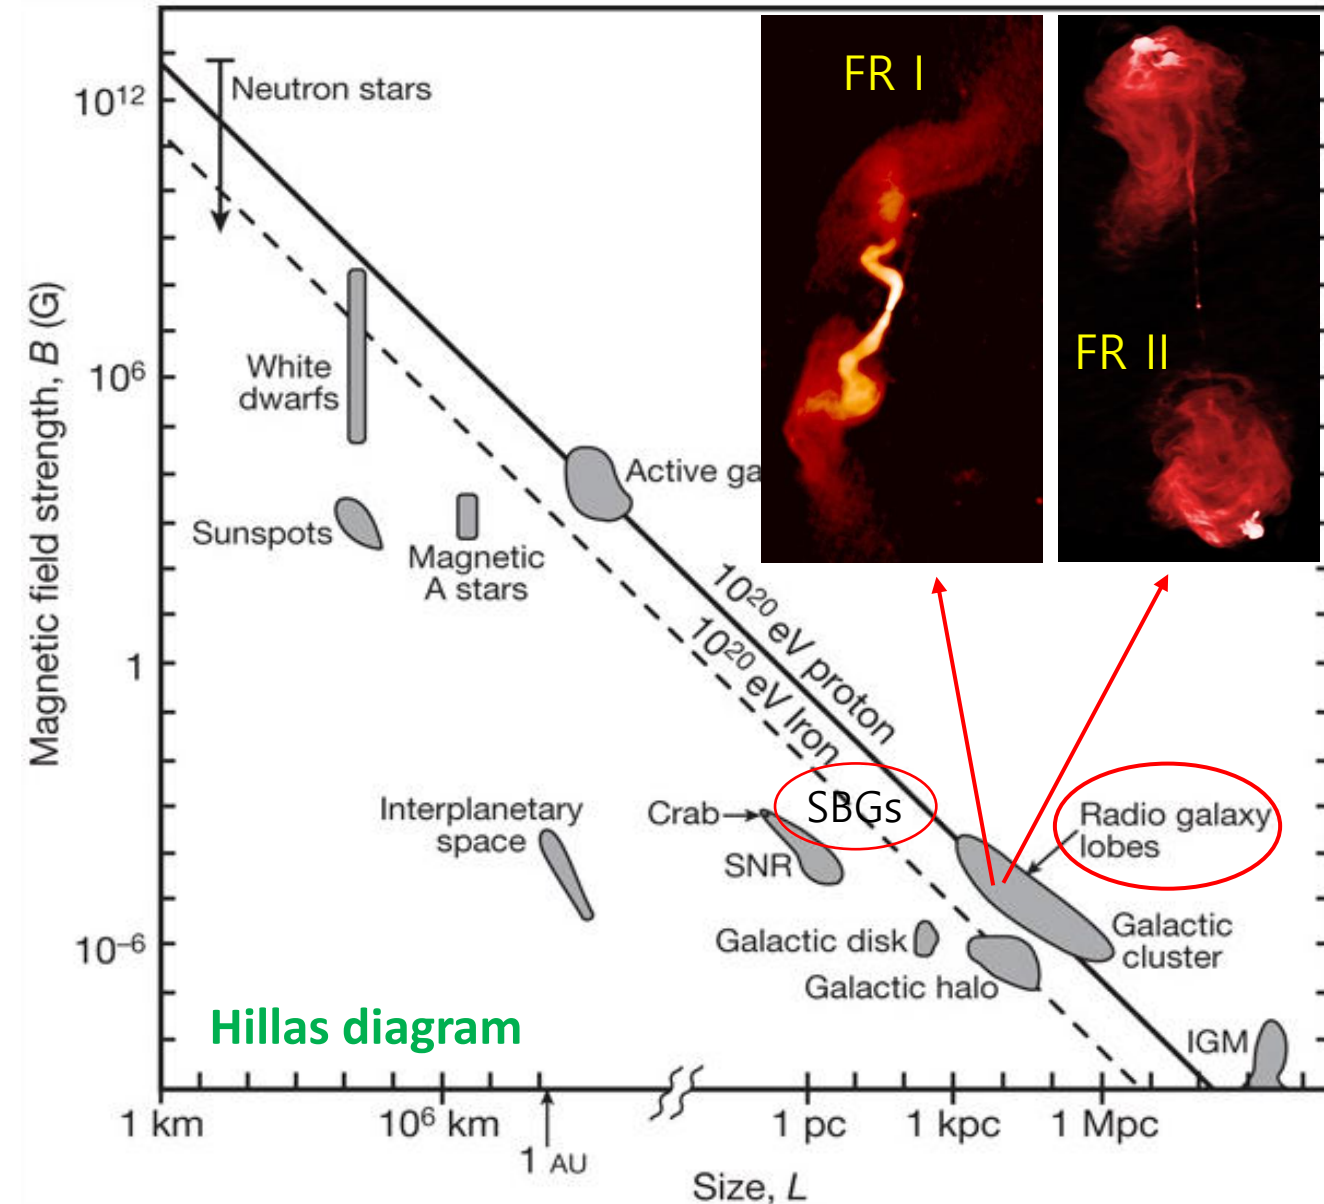 FR I
FR II
10¹²
Neutron stars
Magnetic field strength, B (G)
White
dwarfs
10⁶
Active ga
Sunspots
Magnetic
A stars
10²⁰ eV proton
10²⁰ eV Iron
1
Interplanetary
space
Crab
SBGs
SNR
Radio galaxy
lobes
Galactic disk
Galactic
cluster
10⁻⁶
Galactic halo
Hillas diagram
IGM
1 km
10⁶ km
1 AU
1 pc
1 kpc
1 Mpc
Size, L